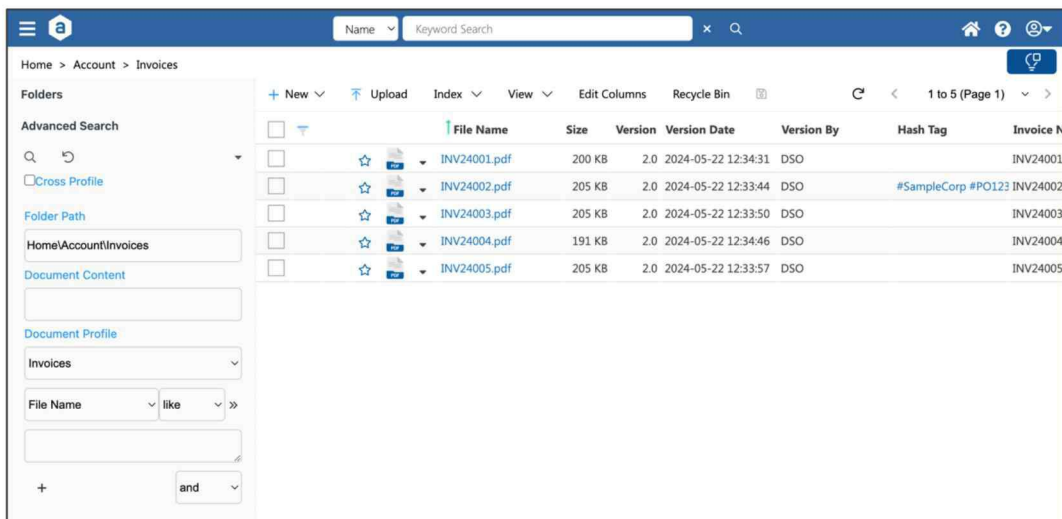 a Name Keyword Search
Home > Account > Invoices
Folders
+ New Upload Index View Edit Columns Recycle Bin 1 to 5 (Page 1)
Advanced Search
File Name Size Version Version Date Version By Hash Tag Invoice N
INV24001.pdf 200 KB 2.0 2024-05-22 12:34:31 DSO INV24001
Cross Profile
INV24002.pdf 205 KB 2.0 2024-05-22 12:33:44 DSO #SampleCorp #PO123 INV24002
Folder Path
INV24003.pdf 205 KB 2.0 2024-05-22 12:33:50 DSO INV24003
Home\Account\Invoices
INV24004.pdf 191 KB 2.0 2024-05-22 12:34:46 DSO INV24004
Document Content
INV24005.pdf 205 KB 2.0 2024-05-22 12:33:57 DSO INV24005
Document Profile
Invoices
File Name like »
+ and